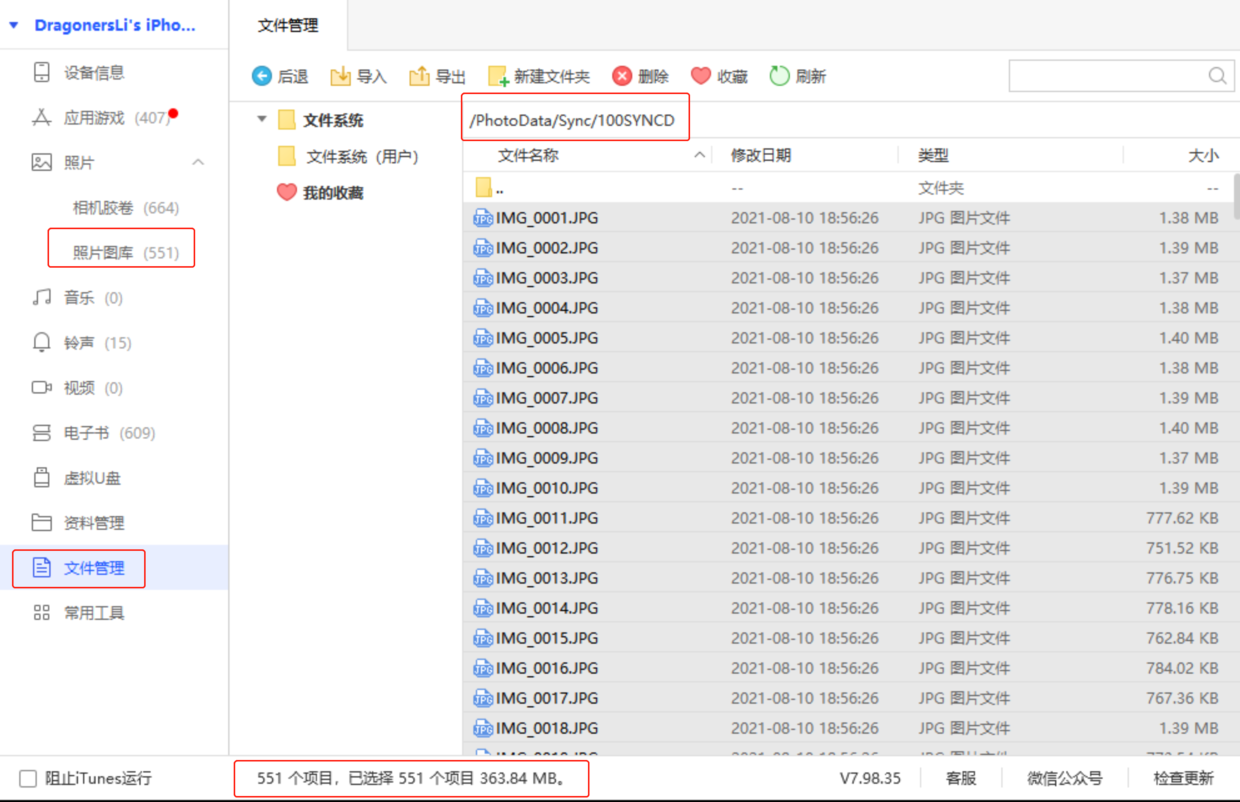 DragonersLi's iPho...
设备信息
应用游戏 (407)
照片
相机胶卷 (664)
照片图库 (551)
音乐 (0)
铃声 (15)
视频 (0)
电子书 (609)
虚拟U盘
资料管理
文件管理
常用工具
文件管理
后退 导入 导出 新建文件夹 删除 收藏 刷新
文件系统
文件系统（用户）
我的收藏
/PhotoData/Sync/100SYNCD
文件名称 修改日期 类型 大小
.. -- 文件夹 --
IMG_0001.JPG 2021-08-10 18:56:26 JPG 图片文件 1.38 MB
IMG_0002.JPG 2021-08-10 18:56:26 JPG 图片文件 1.39 MB
IMG_0003.JPG 2021-08-10 18:56:26 JPG 图片文件 1.37 MB
IMG_0004.JPG 2021-08-10 18:56:26 JPG 图片文件 1.38 MB
IMG_0005.JPG 2021-08-10 18:56:26 JPG 图片文件 1.40 MB
IMG_0006.JPG 2021-08-10 18:56:26 JPG 图片文件 1.38 MB
IMG_0007.JPG 2021-08-10 18:56:26 JPG 图片文件 1.39 MB
IMG_0008.JPG 2021-08-10 18:56:26 JPG 图片文件 1.40 MB
IMG_0009.JPG 2021-08-10 18:56:26 JPG 图片文件 1.37 MB
IMG_0010.JPG 2021-08-10 18:56:26 JPG 图片文件 1.39 MB
IMG_0011.JPG 2021-08-10 18:56:26 JPG 图片文件 777.62 KB
IMG_0012.JPG 2021-08-10 18:56:26 JPG 图片文件 751.52 KB
IMG_0013.JPG 2021-08-10 18:56:26 JPG 图片文件 776.75 KB
IMG_0014.JPG 2021-08-10 18:56:26 JPG 图片文件 778.16 KB
IMG_0015.JPG 2021-08-10 18:56:26 JPG 图片文件 762.84 KB
IMG_0016.JPG 2021-08-10 18:56:26 JPG 图片文件 784.02 KB
IMG_0017.JPG 2021-08-10 18:56:26 JPG 图片文件 767.36 KB
IMG_0018.JPG 2021-08-10 18:56:26 JPG 图片文件 1.39 MB
阻止iTunes运行
551 个项目，已选择 551 个项目 363.84 MB。
V7.98.35 客服 微信公众号 检查更新